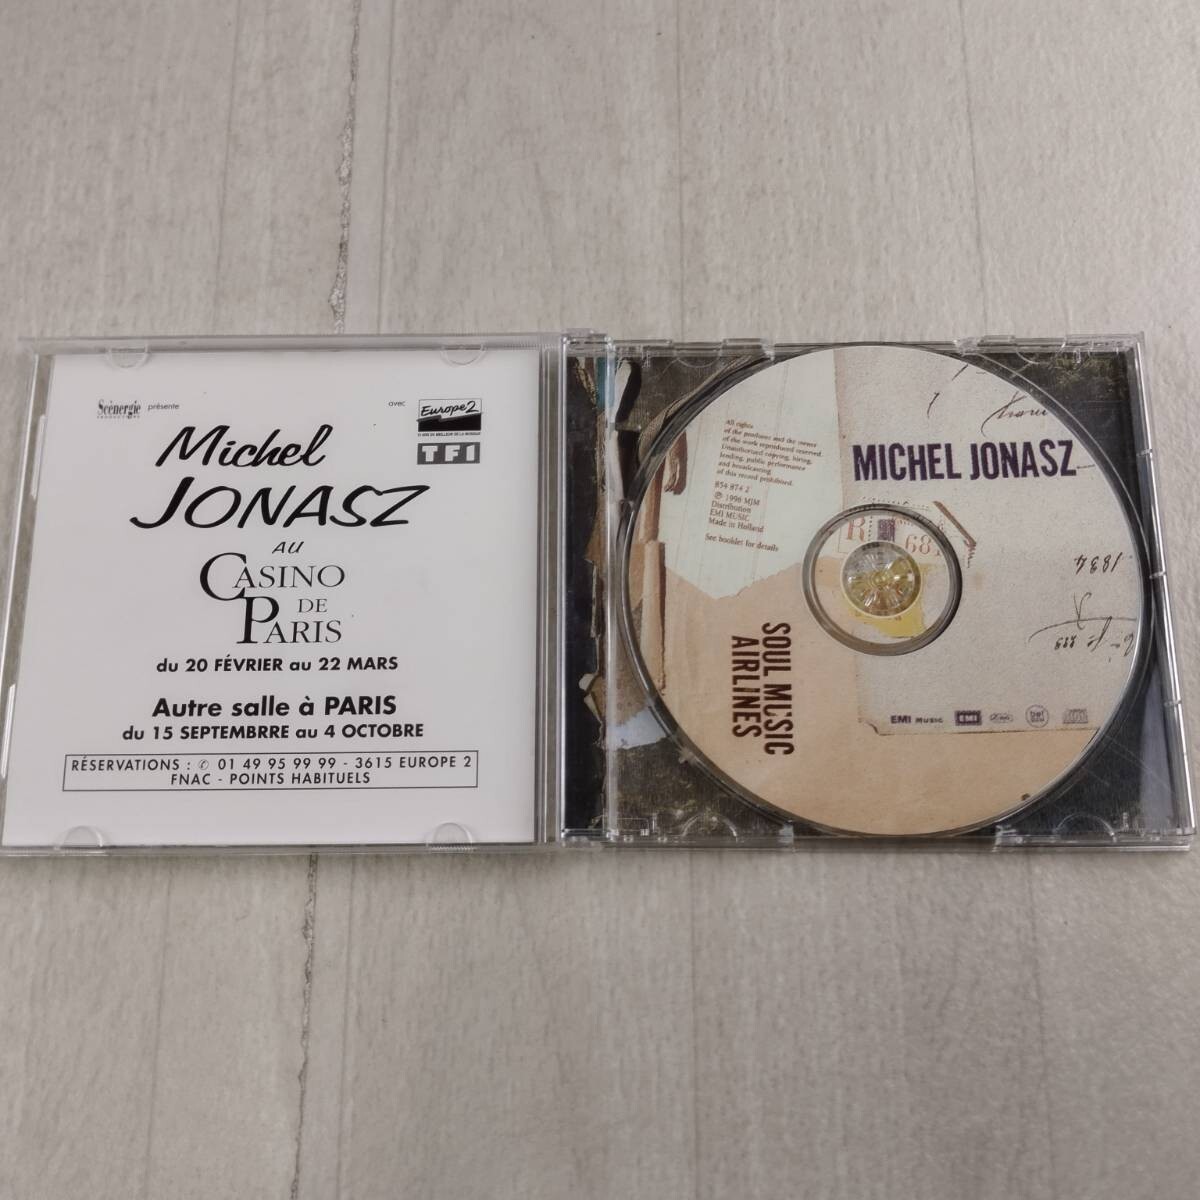 Scènergie présente
avec
Europe 2
TF1
Michel
JONASZ
AU
CASINO
DE
PARIS
du 20 FÉVRIER au 22 MARS
Autre salle à PARIS
du 15 SEPTEMBRRE au 4 OCTOBRE
RÉSERVATIONS : ✆ 01 49 95 99 99 - 3615 EUROPE 2
FNAC - POINTS HABITUELS
All rights
of the producer and the owner
of the work reproduced reserved.
Unauthorized copying, hiring,
lending, public performance
and broadcasting
of this record prohibited.
854 874 2
℗ 1996 MJM
Distribution
EMI MUSIC
Made in Holland
See booklet for details
MICHEL JONASZ
R 681
1834
SOUL MUSIC
AIRLINES
EMI MUSIC EMI